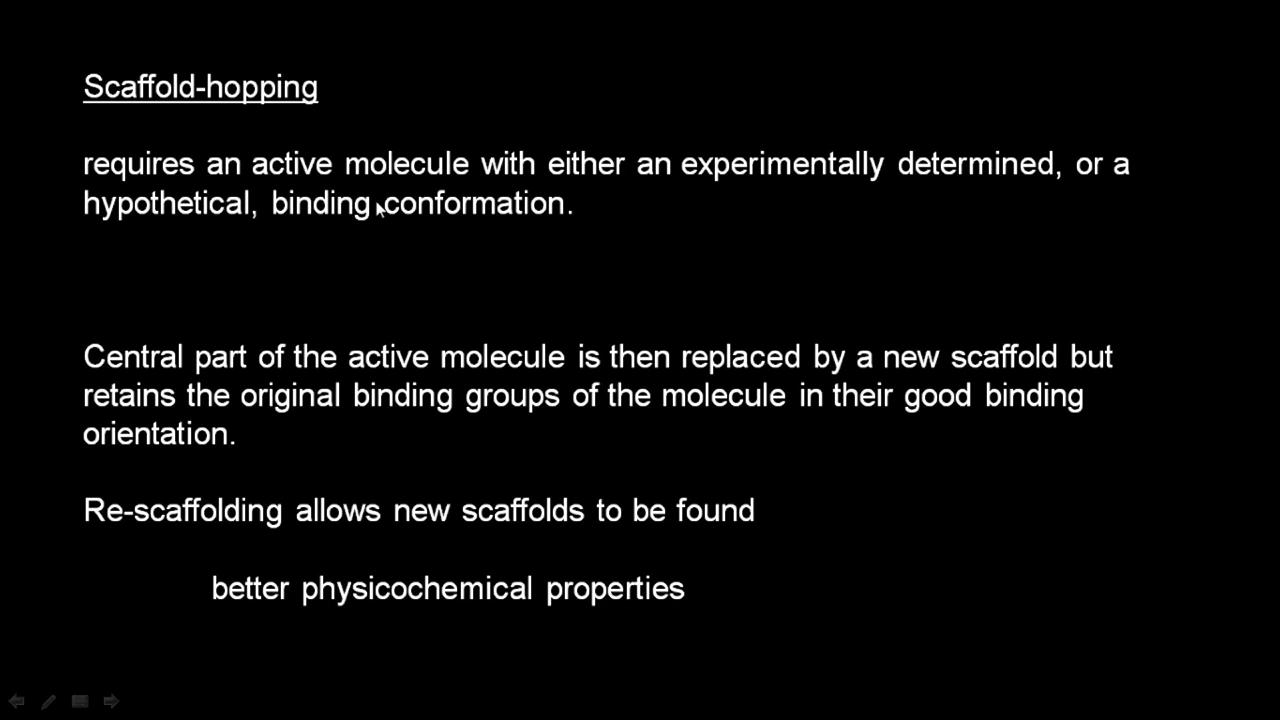 Scaffold-hopping
requires an active molecule with either an experimentally determined, or a
hypothetical, binding conformation.
Central part of the active molecule is then replaced by a new scaffold but
retains the original binding groups of the molecule in their good binding
orientation.
Re-scaffolding allows new scaffolds to be found
better physicochemical properties